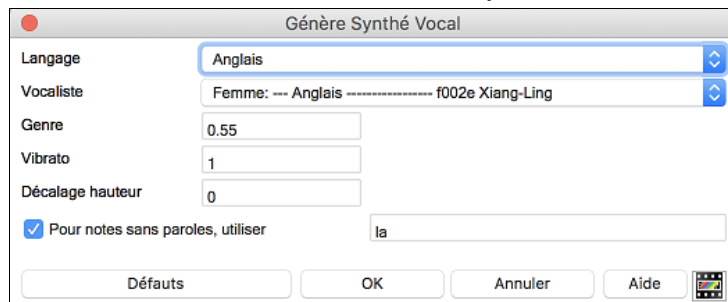 Génère Synthé Vocal
Langage Anglais
Vocaliste Femme: --- Anglais ----------------- f002e Xiang-Ling
Genre 0.55
Vibrato 1
Décalage hauteur 0
Pour notes sans paroles, utiliser la
Défauts OK Annuler Aide